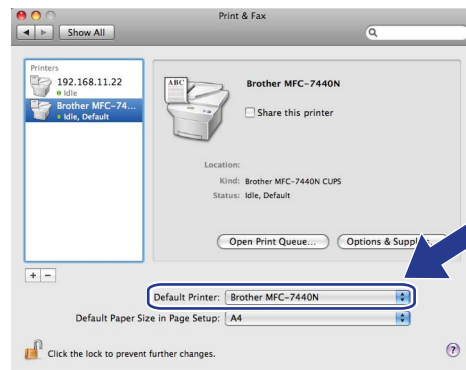 Print & Fax
Show All
Printers
192.168.11.22
Idle
Brother MFC-74...
Idle, Default
ABC
Brother MFC-7440N
Share this printer
Location:
Kind: Brother MFC-7440N CUPS
Status: Idle, Default
Open Print Queue...
Options & Supplies...
+ −
Default Printer: Brother MFC-7440N
Default Paper Size in Page Setup: A4
Click the lock to prevent further changes.
?